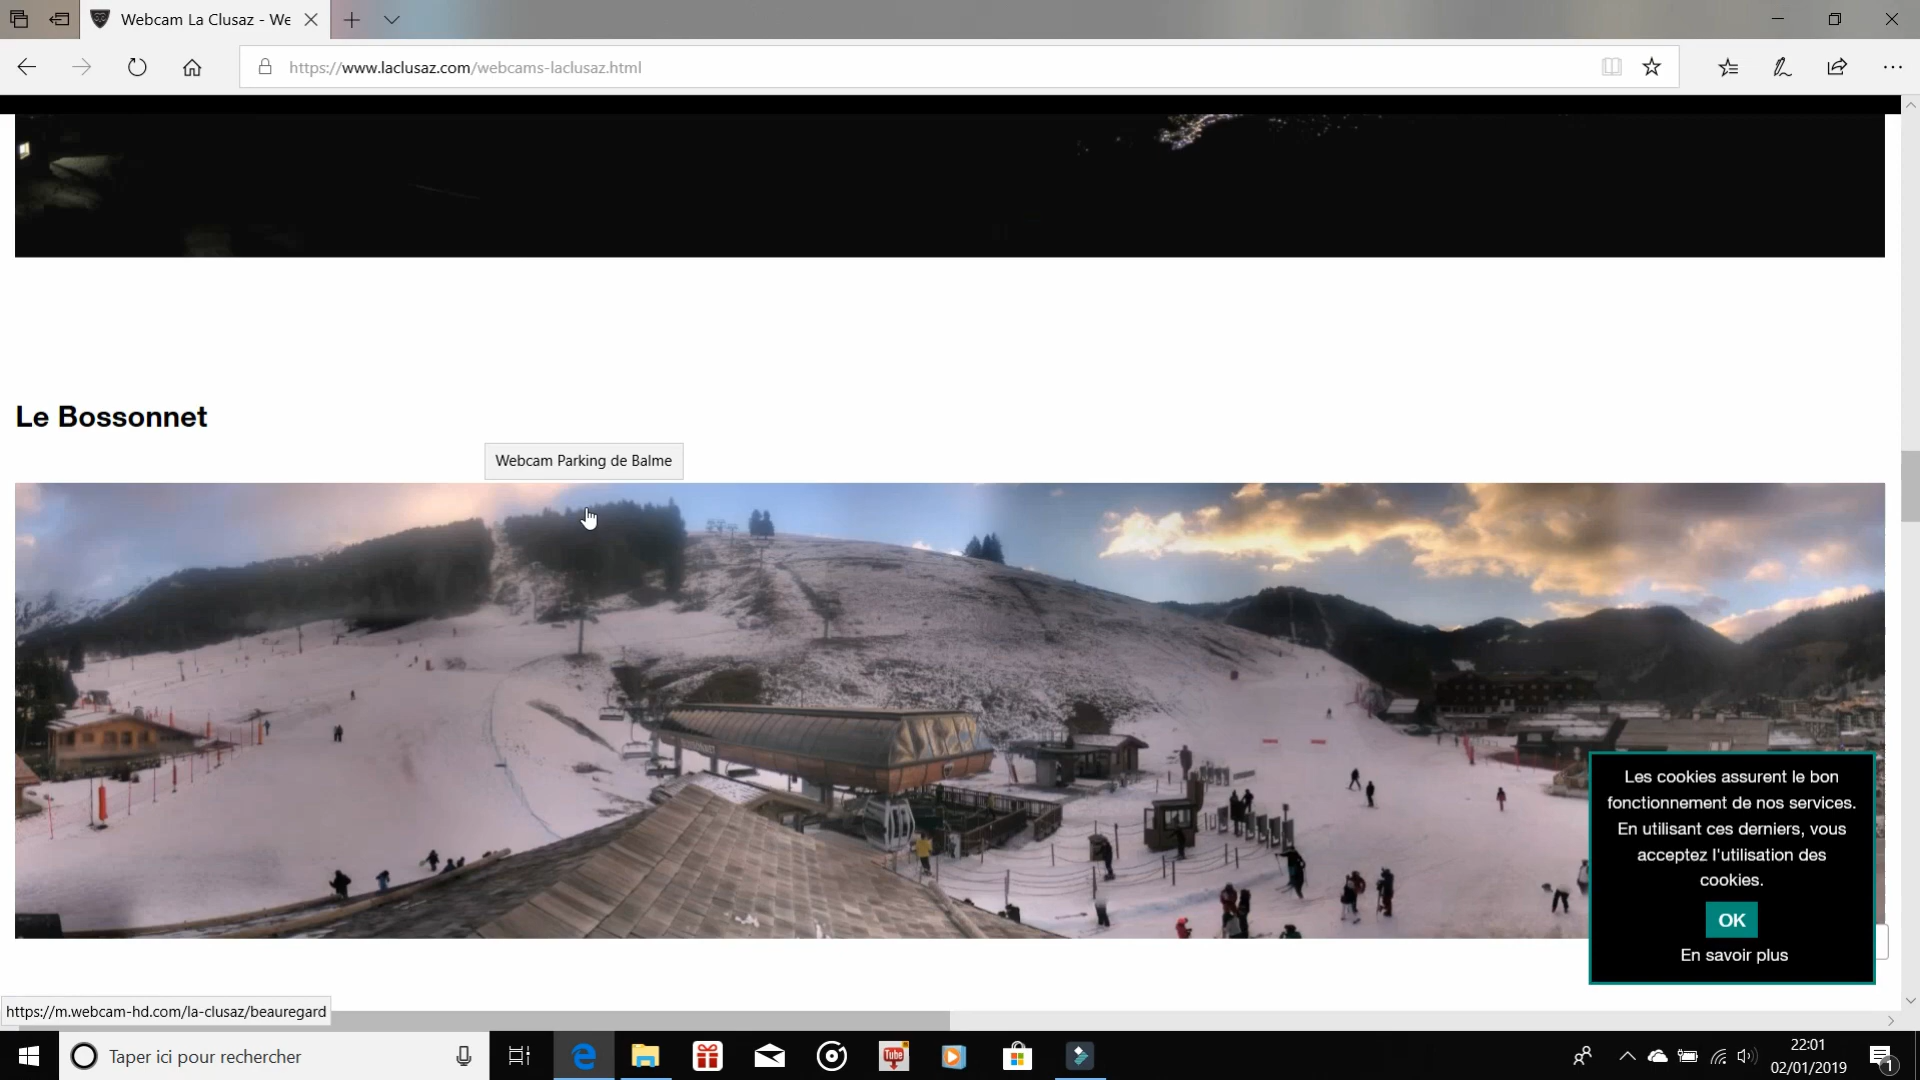 Webcam La Clusaz - We
https://www.laclusaz.com/webcams-laclusaz.html
Le Bossonnet
Webcam Parking de Balme
Les cookies assurent le bon
fonctionnement de nos services.
En utilisant ces derniers, vous
acceptez l'utilisation des
cookies.
OK
En savoir plus
https://m.webcam-hd.com/la-clusaz/beauregard
Taper ici pour rechercher
Tube
22:01
02/01/2019
1